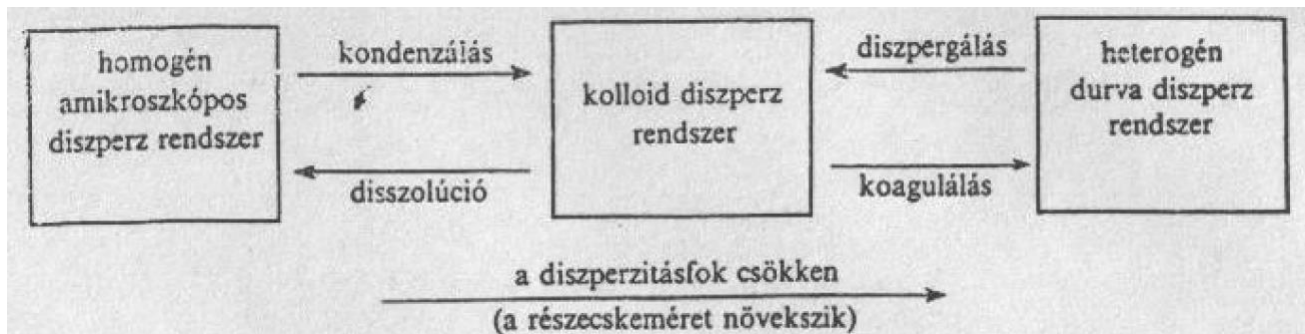 homogén
amikroszkópos
diszperz rendszer
kondenzálás
disszolúció
kolloid diszperz
rendszer
diszpergálás
koagulálás
heterogén
durva diszperz
rendszer
a diszperzitásfok csökken
(a részecskeméret növekszik)